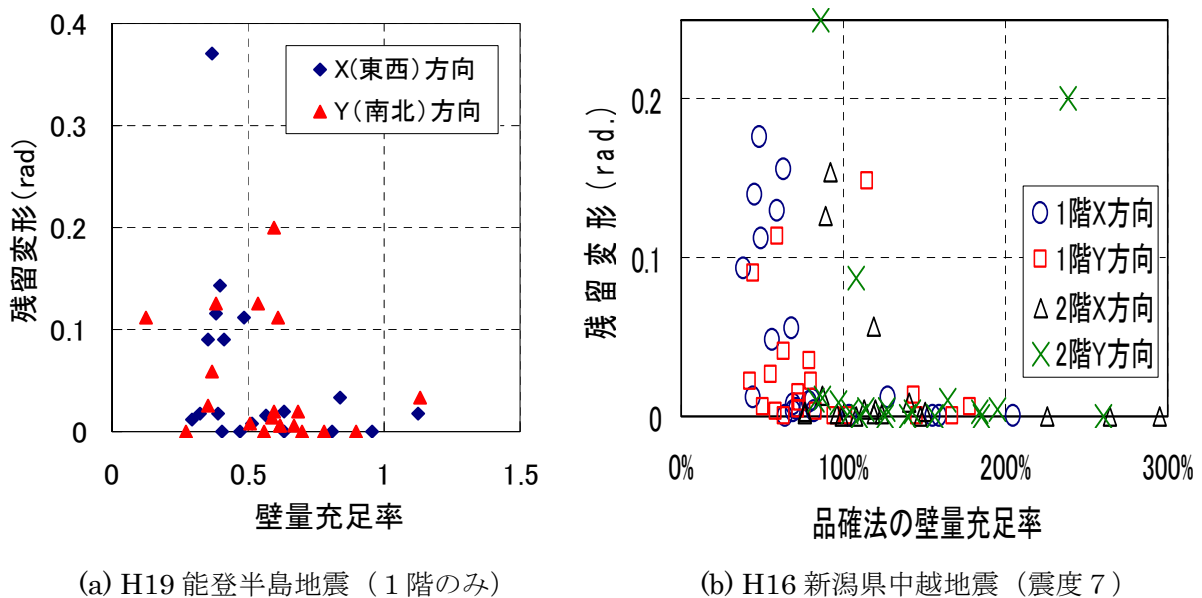 0.4
0.3
0.2
0.1
0
0
0.5
1
1.5
残留変形(rad)
壁量充足率
X(東西)方向
Y(南北)方向
(a) H19 能登半島地震（１階のみ）
0.2
0.1
0
0%
100%
200%
300%
残留変形(rad.)
品確法の壁量充足率
1階X方向
1階Y方向
2階X方向
2階Y方向
(b) H16 新潟県中越地震（震度７）